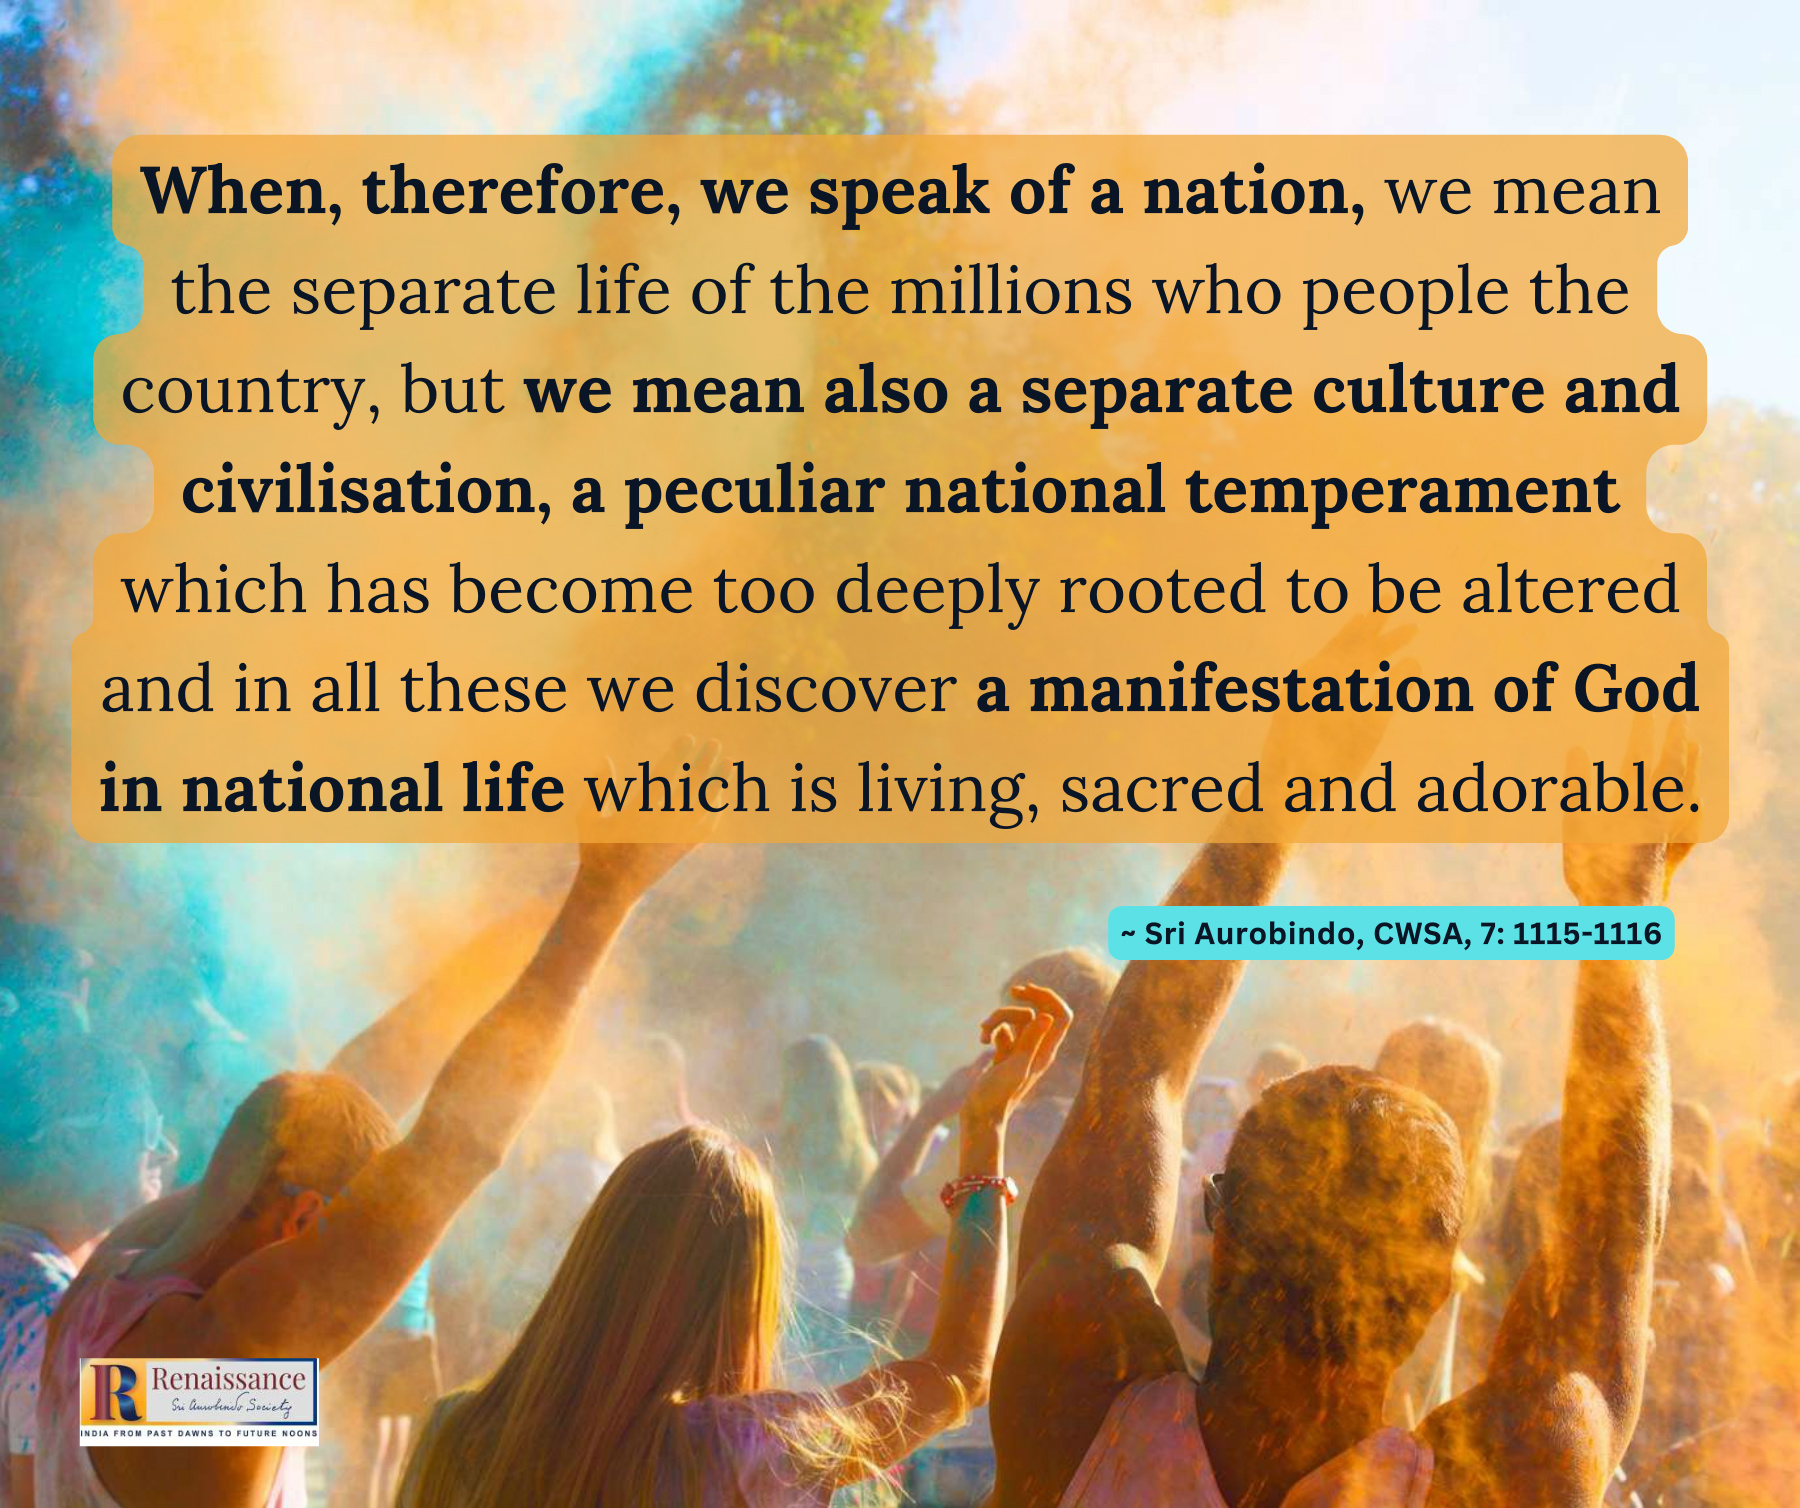 When, therefore, we speak of a nation, we mean
the separate life of the millions who people the
country, but we mean also a separate culture and
civilisation, a peculiar national temperament
which has become too deeply rooted to be altered
and in all these we discover a manifestation of God
in national life which is living, sacred and adorable.
~ Sri Aurobindo, CWSA, 7: 1115-1116
R Renaissance
Sri Aurobindo Society
INDIA FROM PAST DAWNS TO FUTURE NOONS